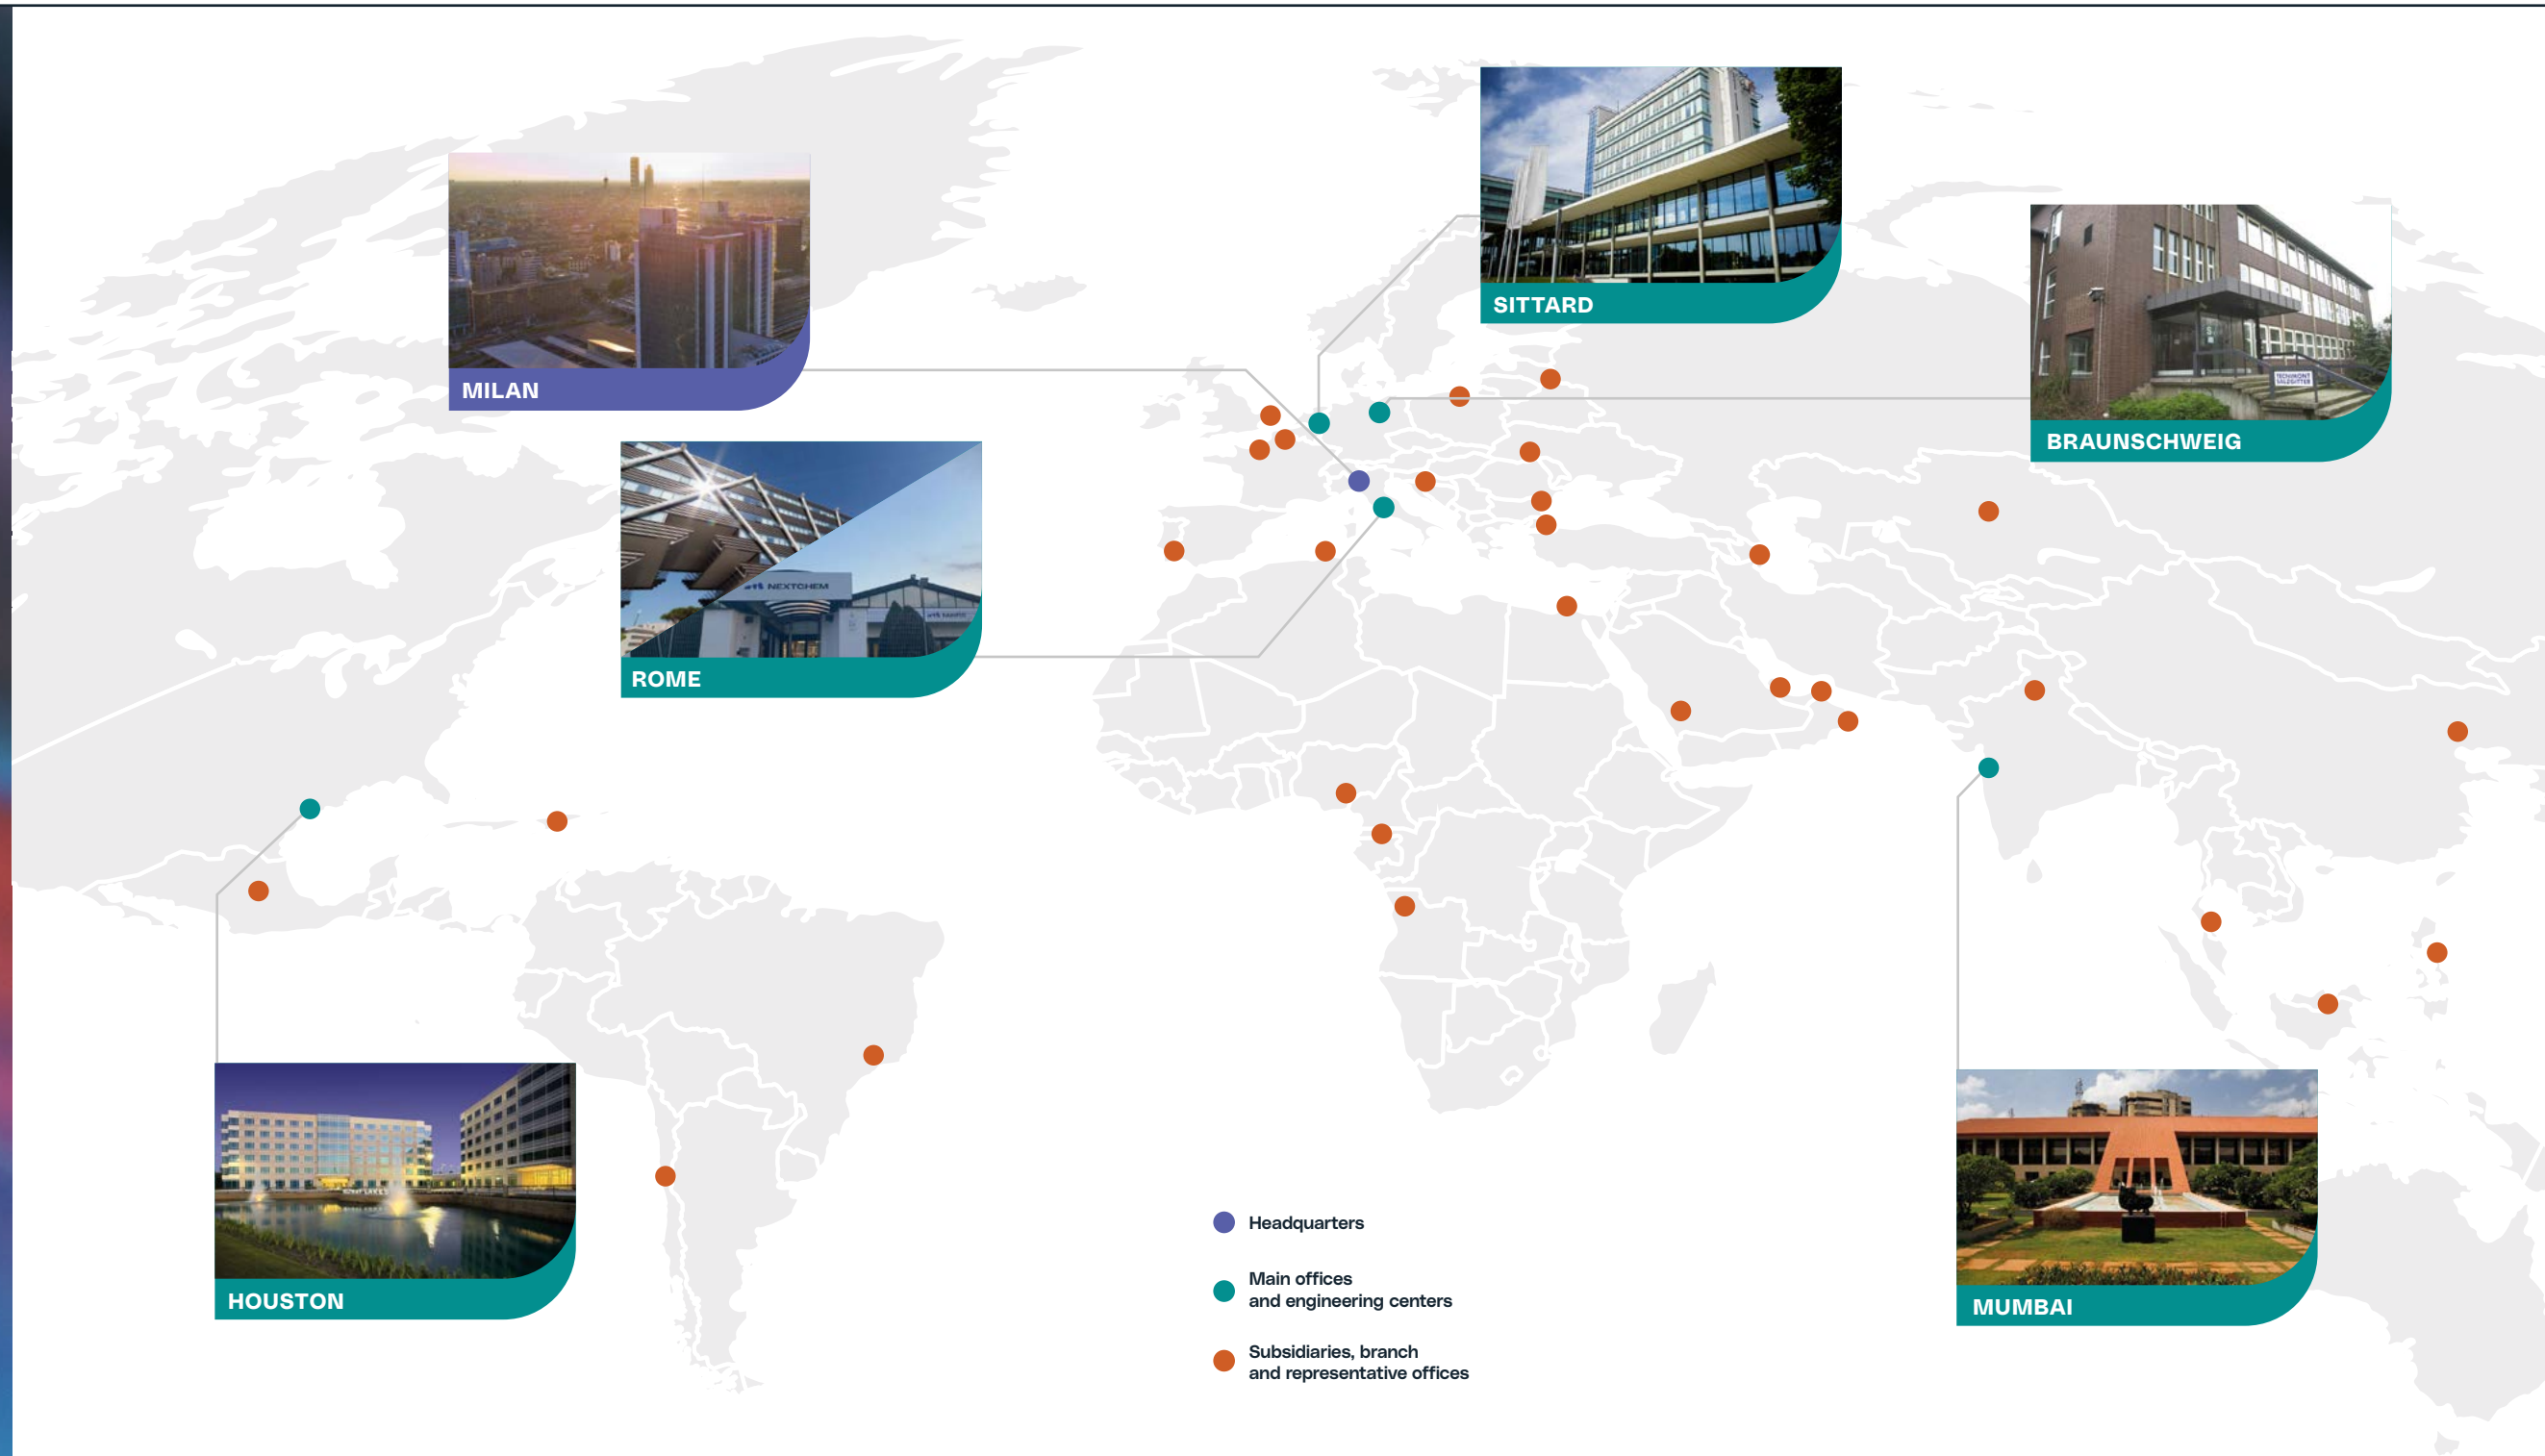 SITTARD
MILAN
BRAUNSCHWEIG
NEXTCHEM
ROME
HOUSTON
MUMBAI
Headquarters
Main offices
and engineering centers
Subsidiaries, branch
and representative offices